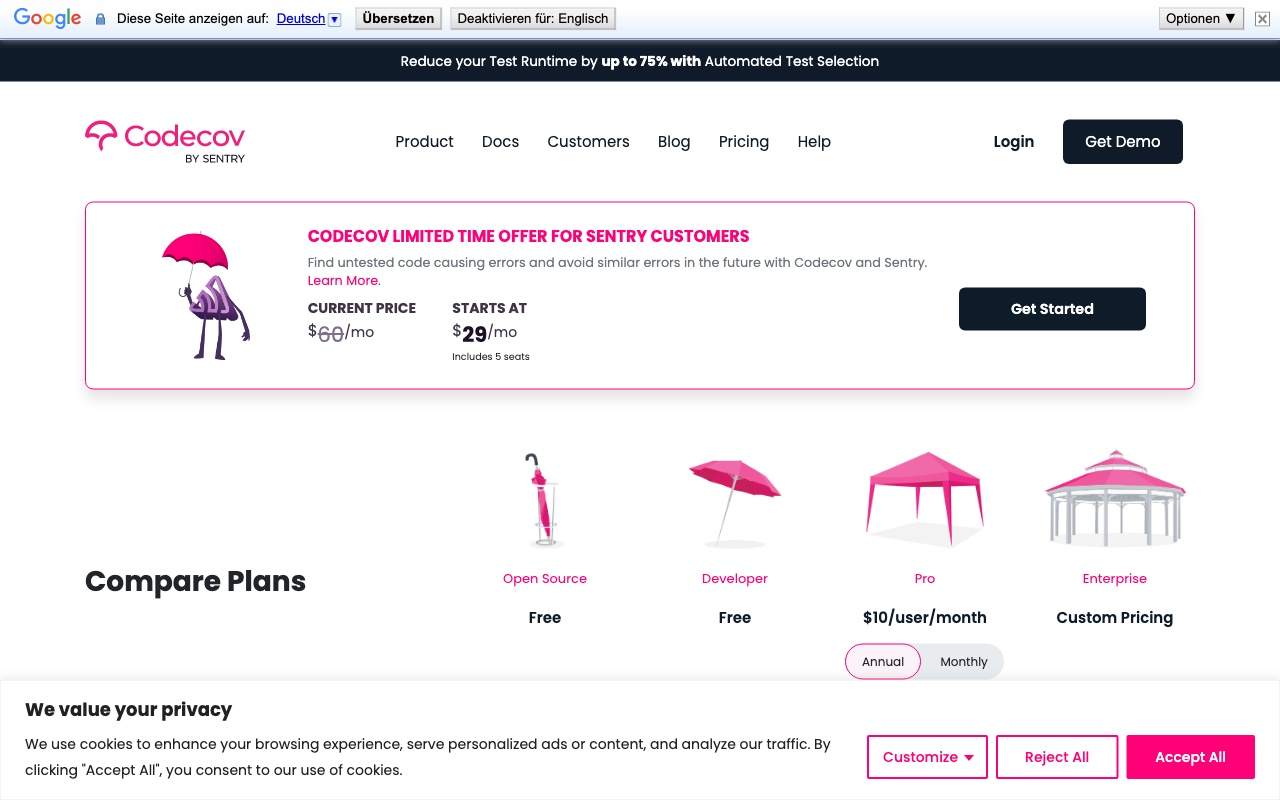 Google Diese Seite anzeigen auf: Deutsch ▼ Übersetzen Deaktivieren für: Englisch Optionen ▼
Reduce your Test Runtime by up to 75% with Automated Test Selection
Codecov
BY SENTRY
Product Docs Customers Blog Pricing Help Login Get Demo
CODECOV LIMITED TIME OFFER FOR SENTRY CUSTOMERS
Find untested code causing errors and avoid similar errors in the future with Codecov and Sentry.
Learn More.
CURRENT PRICE STARTS AT
$60/mo $29/mo
Includes 5 seats
Get Started
Compare Plans
Open Source Developer Pro Enterprise
Free Free $10/user/month Custom Pricing
Annual Monthly
We value your privacy
We use cookies to enhance your browsing experience, serve personalized ads or content, and analyze our traffic. By
clicking "Accept All", you consent to our use of cookies.
Customize Reject All Accept All